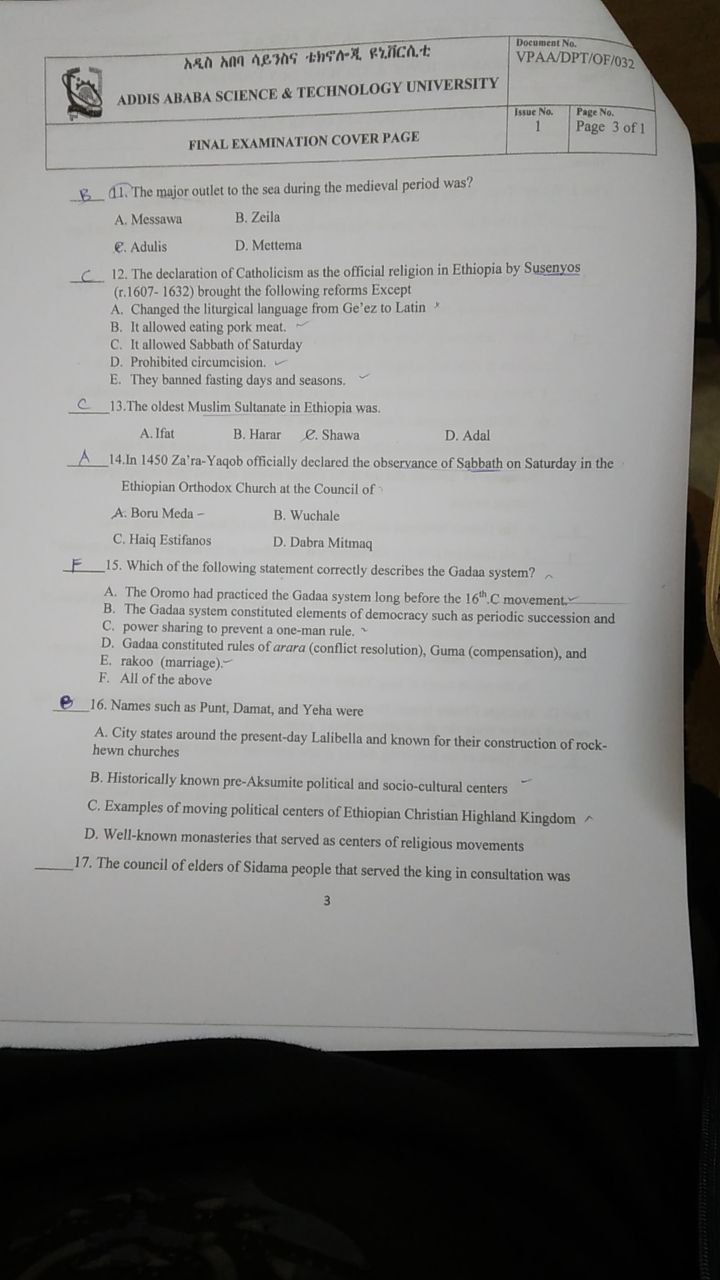 አዲስ አበባ ሳይንስና ቴክኖሎጂ ዩኒቨርሲቲ
ADDIS ABABA SCIENCE & TECHNOLOGY UNIVERSITY
Document No.
VPAA/DPT/OF/032
FINAL EXAMINATION COVER PAGE
Issue No.
1
Page No.
Page 3 of 1
B 11. The major outlet to the sea during the medieval period was?
A. Messawa B. Zeila
C. Adulis D. Mettema
C 12. The declaration of Catholicism as the official religion in Ethiopia by Susenyos
(r.1607- 1632) brought the following reforms Except
A. Changed the liturgical language from Ge'ez to Latin
B. It allowed eating pork meat.
C. It allowed Sabbath of Saturday
D. Prohibited circumcision.
E. They banned fasting days and seasons.
C 13.The oldest Muslim Sultanate in Ethiopia was.
A. Ifat B. Harar C. Shawa D. Adal
A 14.In 1450 Za'ra-Yaqob officially declared the observance of Sabbath on Saturday in the
Ethiopian Orthodox Church at the Council of
A. Boru Meda B. Wuchale
C. Haiq Estifanos D. Dabra Mitmaq
F 15. Which of the following statement correctly describes the Gadaa system?
A. The Oromo had practiced the Gadaa system long before the 16th.C movement.
B. The Gadaa system constituted elements of democracy such as periodic succession and
C. power sharing to prevent a one-man rule.
D. Gadaa constituted rules of arara (conflict resolution), Guma (compensation), and
E. rakoo (marriage).
F. All of the above
B 16. Names such as Punt, Damat, and Yeha were
A. City states around the present-day Lalibella and known for their construction of rock-
hewn churches
B. Historically known pre-Aksumite political and socio-cultural centers
C. Examples of moving political centers of Ethiopian Christian Highland Kingdom
D. Well-known monasteries that served as centers of religious movements
17. The council of elders of Sidama people that served the king in consultation was
3